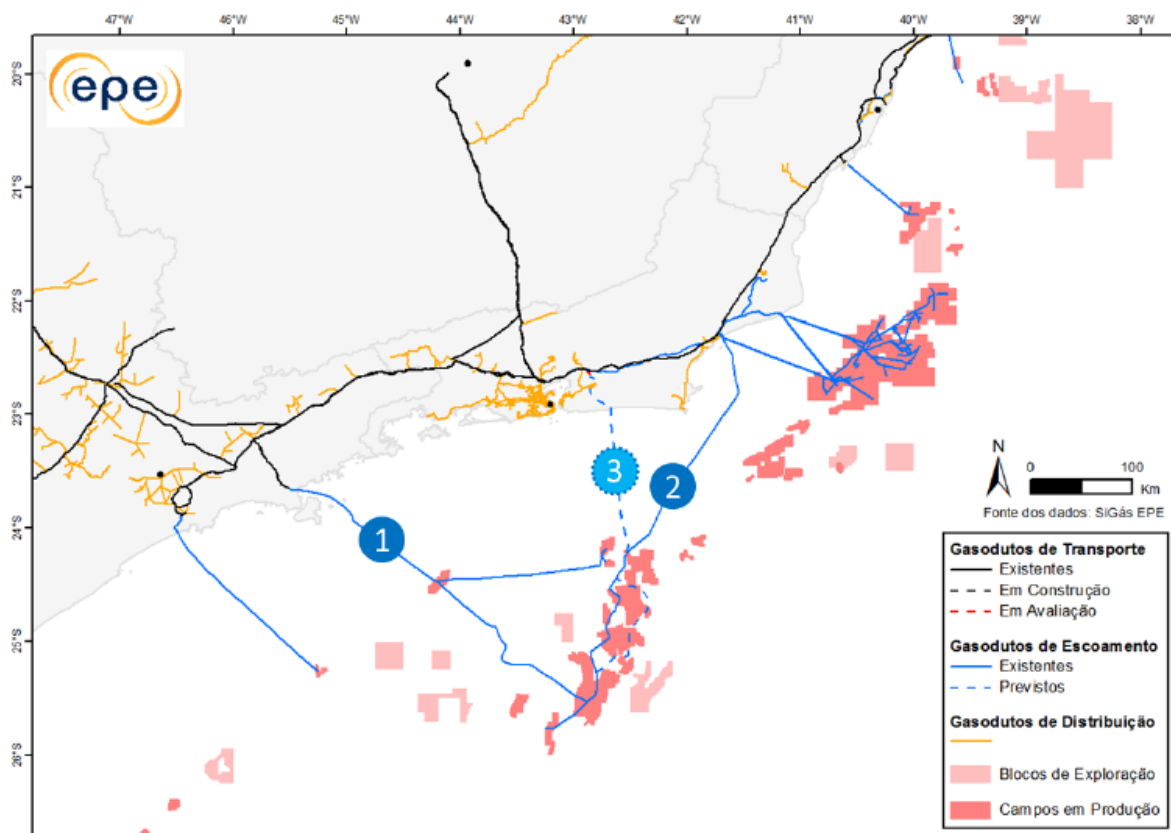 47°W 46°W 45°W 44°W 43°W 42°W 41°W 40°W 39°W 38°W
epe
20°S
21°S
22°S
23°S
24°S
25°S
26°S
3
2
1
N
0 100
Km
Fonte dos dados: SIGás EPE
Gasodutos de Transporte
Existentes
Em Construção
Em Avaliação
Gasodutos de Escoamento
Existentes
Previstos
Gasodutos de Distribuição
Blocos de Exploração
Campos em Produção